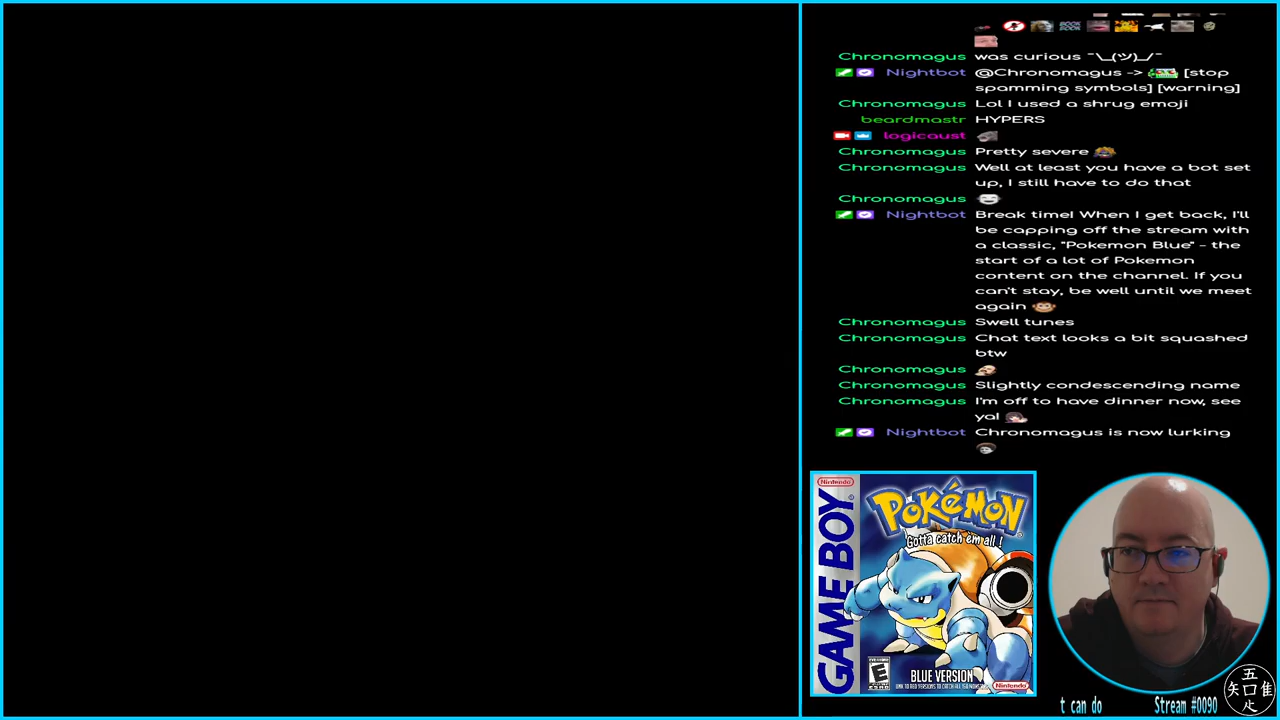 Chronomagus was curious ¯\_(ツ)_/¯
Nightbot @Chronomagus -> [stop
spamming symbols] [warning]
Chronomagus Lol I used a shrug emoji
beardmastr HYPERS
logicaust
Chronomagus Pretty severe
Chronomagus Well at least you have a bot set
up, I still have to do that
Chronomagus
Nightbot Break time! When I get back, I'll
be capping off the stream with
a classic, "Pokemon Blue" - the
start of a lot of Pokemon
content on the channel. If you
can't stay, be well until we meet
again
Chronomagus Swell tunes
Chronomagus Chat text looks a bit squashed
btw
Chronomagus
Chronomagus Slightly condescending name
Chronomagus I'm off to have dinner now, see
ya!
Nightbot Chronomagus is now lurking
Nintendo
GAME BOY
POKéMON
Gotta catch 'em all!
E
BLUE VERSION
Nintendo
t can do
Stream #0090
五
矢口隹
止